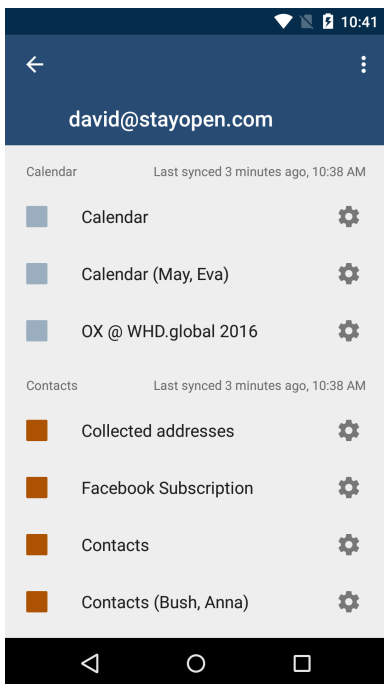 10:41
david@stayopen.com
Calendar Last synced 3 minutes ago, 10:38 AM
Calendar
Calendar (May, Eva)
OX @ WHD.global 2016
Contacts Last synced 3 minutes ago, 10:38 AM
Collected addresses
Facebook Subscription
Contacts
Contacts (Bush, Anna)